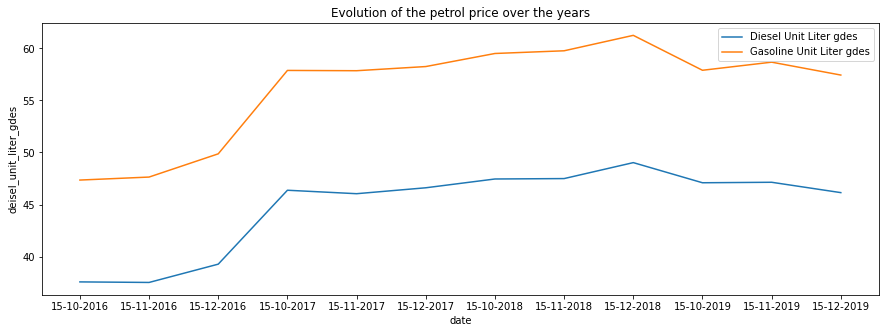 Evolution of the petrol price over the years
Diesel Unit Liter gdes
Gasoline Unit Liter gdes
deisel_unit_liter_gdes
60
55
50
45
40
15-10-2016 15-11-2016 15-12-2016 15-10-2017 15-11-2017 15-12-2017 15-10-2018 15-11-2018 15-12-2018 15-10-2019 15-11-2019 15-12-2019
date